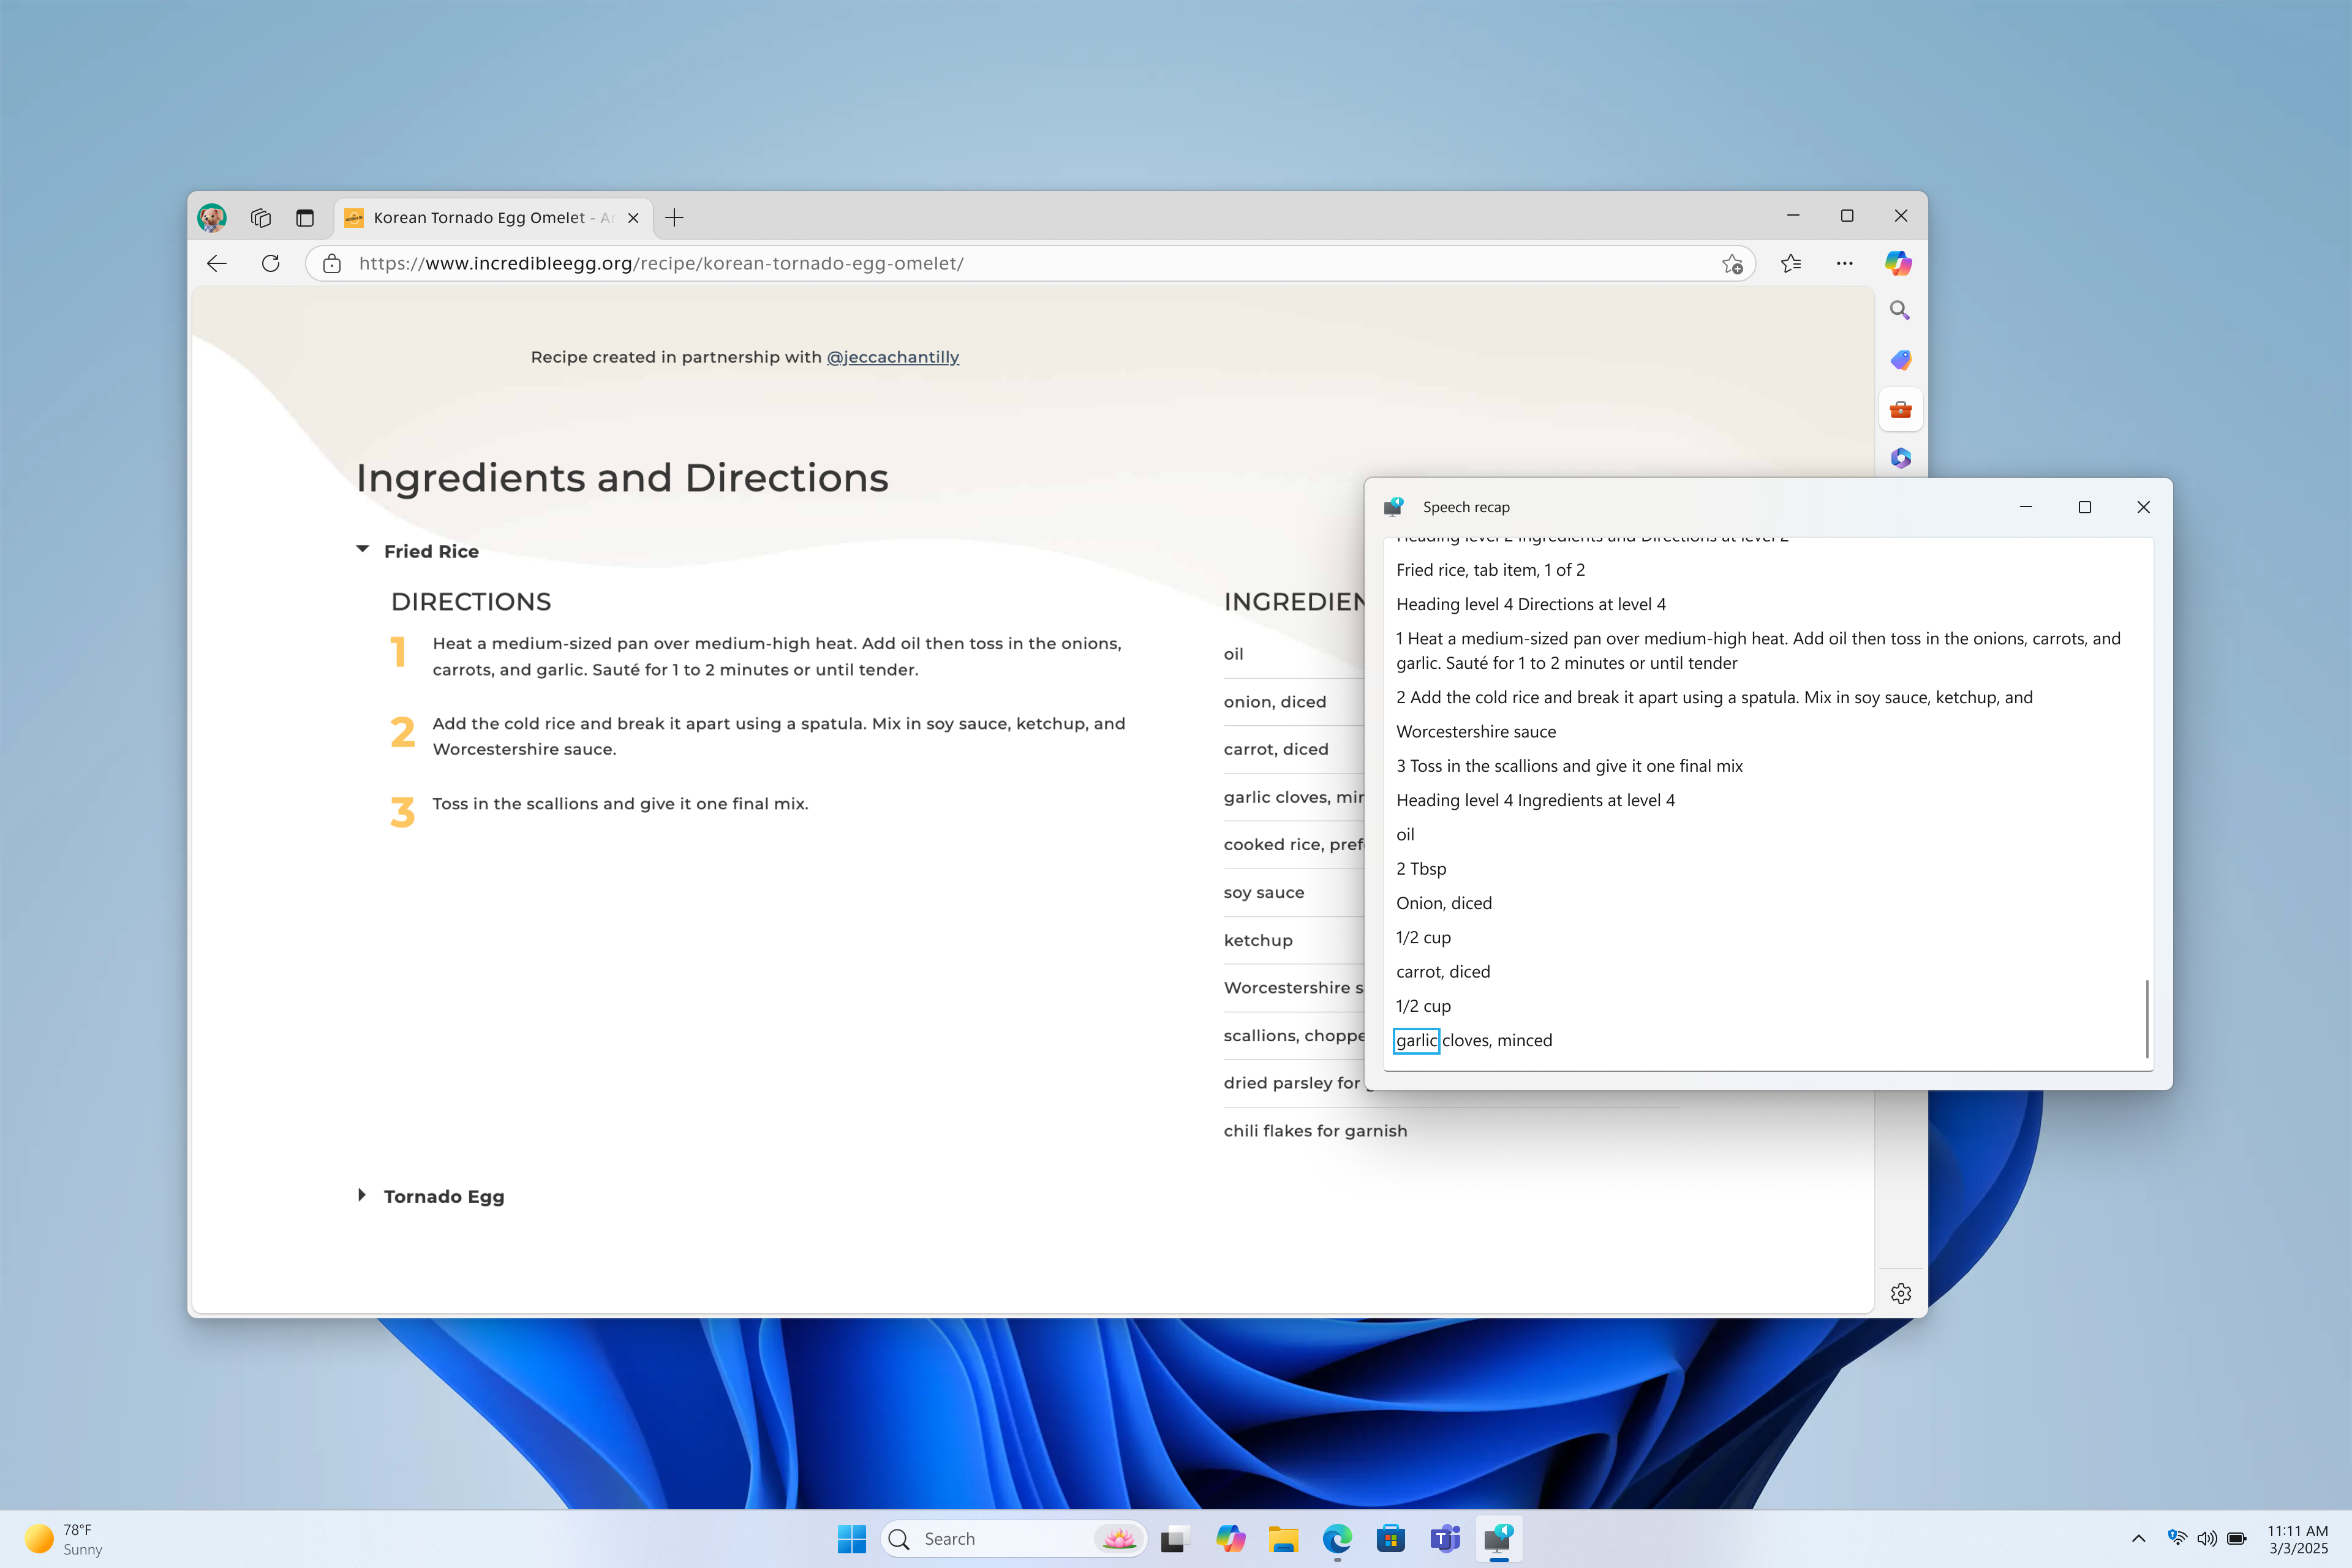 Korean Tornado Egg Omelet - A
https://www.incredibleegg.org/recipe/korean-tornado-egg-omelet/
Recipe created in partnership with @jeccachantilly
Ingredients and Directions
Fried Rice
DIRECTIONS
1 Heat a medium-sized pan over medium-high heat. Add oil then toss in the onions,
carrots, and garlic. Sauté for 1 to 2 minutes or until tender.
2 Add the cold rice and break it apart using a spatula. Mix in soy sauce, ketchup, and
Worcestershire sauce.
3 Toss in the scallions and give it one final mix.
INGREDIEN
oil
onion, diced
carrot, diced
garlic cloves, min
cooked rice, pref
soy sauce
ketchup
Worcestershire s
scallions, choppe
dried parsley for
chili flakes for garnish
Tornado Egg
Speech recap
Heading level 2 Ingredients and Directions at level 2
Fried rice, tab item, 1 of 2
Heading level 4 Directions at level 4
1 Heat a medium-sized pan over medium-high heat. Add oil then toss in the onions, carrots, and
garlic. Sauté for 1 to 2 minutes or until tender
2 Add the cold rice and break it apart using a spatula. Mix in soy sauce, ketchup, and
Worcestershire sauce
3 Toss in the scallions and give it one final mix
Heading level 4 Ingredients at level 4
oil
2 Tbsp
Onion, diced
1/2 cup
carrot, diced
1/2 cup
garlic cloves, minced
78°F
Sunny
Search
11:11 AM
3/3/2025